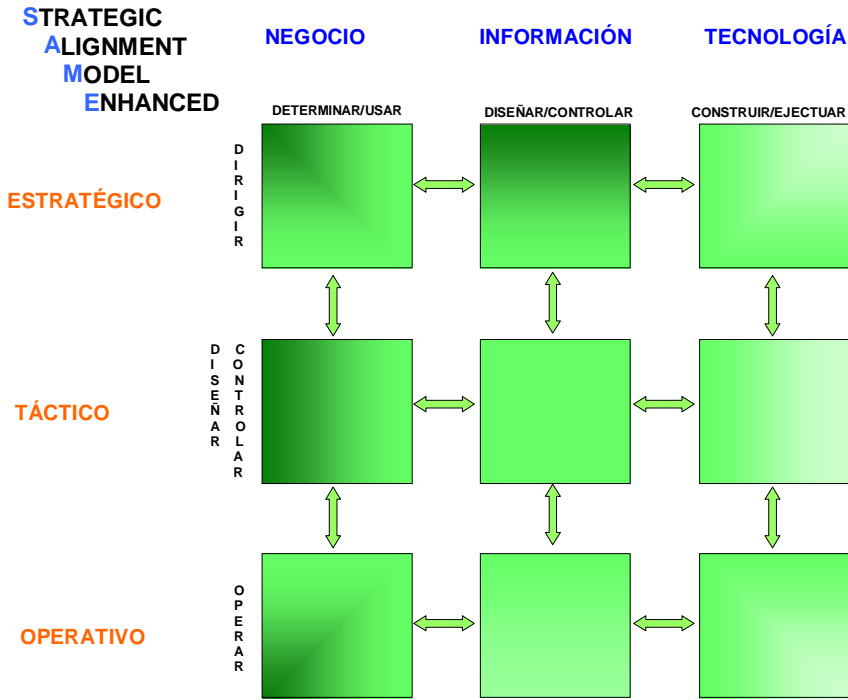 STRATEGIC
ALIGNMENT
MODEL
ENHANCED
NEGOCIO
INFORMACIÓN
TECNOLOGÍA
DETERMINAR/USAR
DISEÑAR/CONTROLAR
CONSTRUIR/EJECTUAR
ESTRATÉGICO
DIRIGIR
TÁCTICO
DISEÑAR
CONTROLAR
OPERATIVO
OPERAR